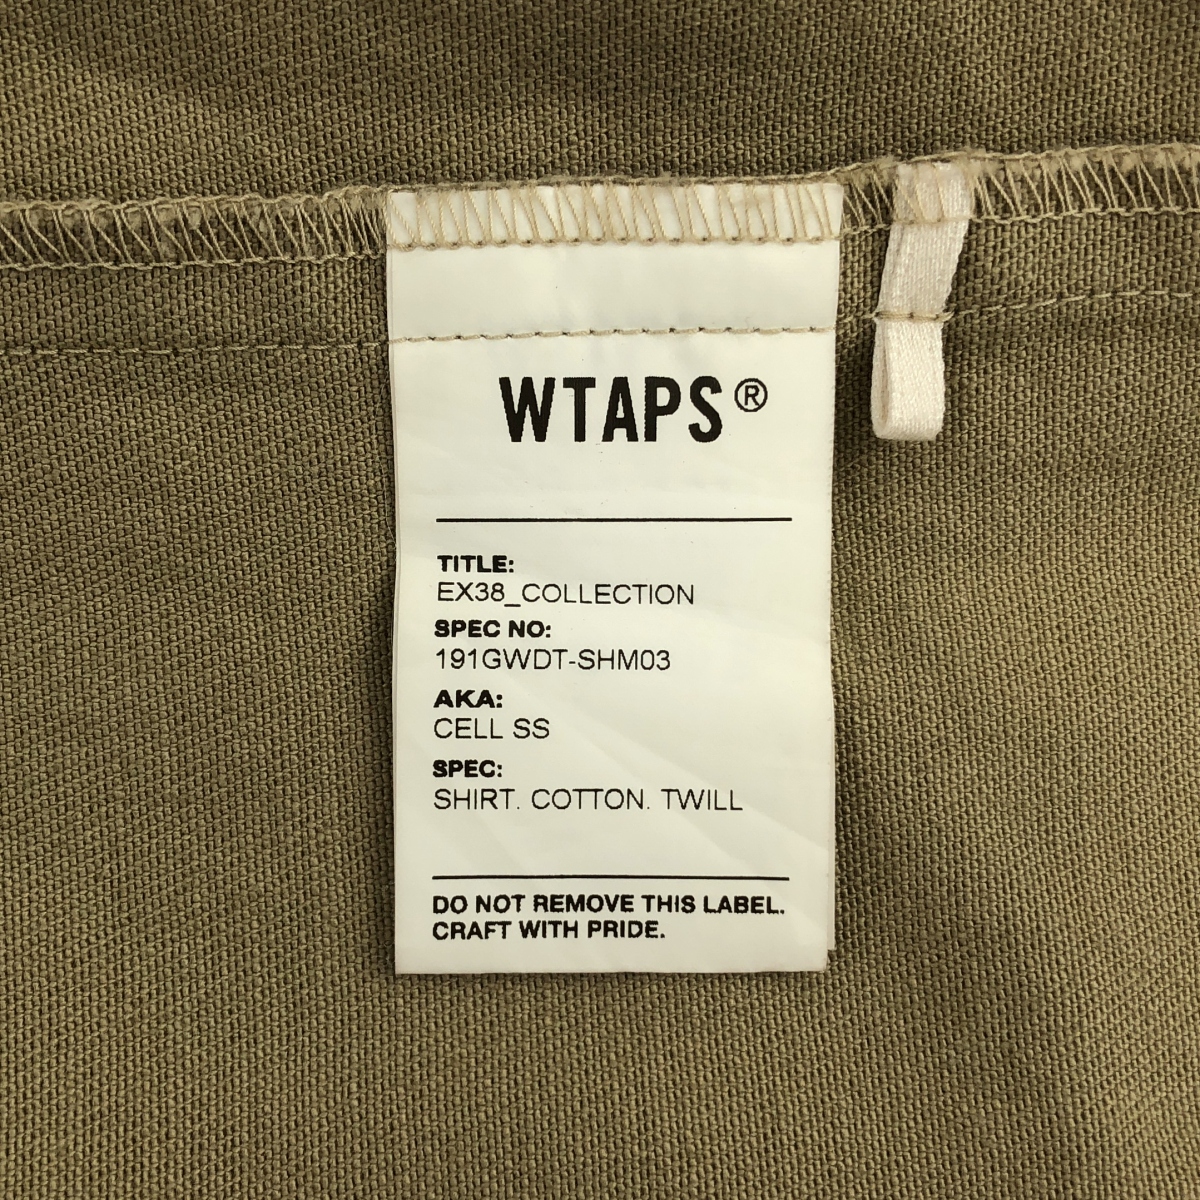 WTAPS®
TITLE:
EX38_COLLECTION
SPEC NO:
191GWDT-SHM03
AKA:
CELL SS
SPEC:
SHIRT. COTTON. TWILL
DO NOT REMOVE THIS LABEL.
CRAFT WITH PRIDE.